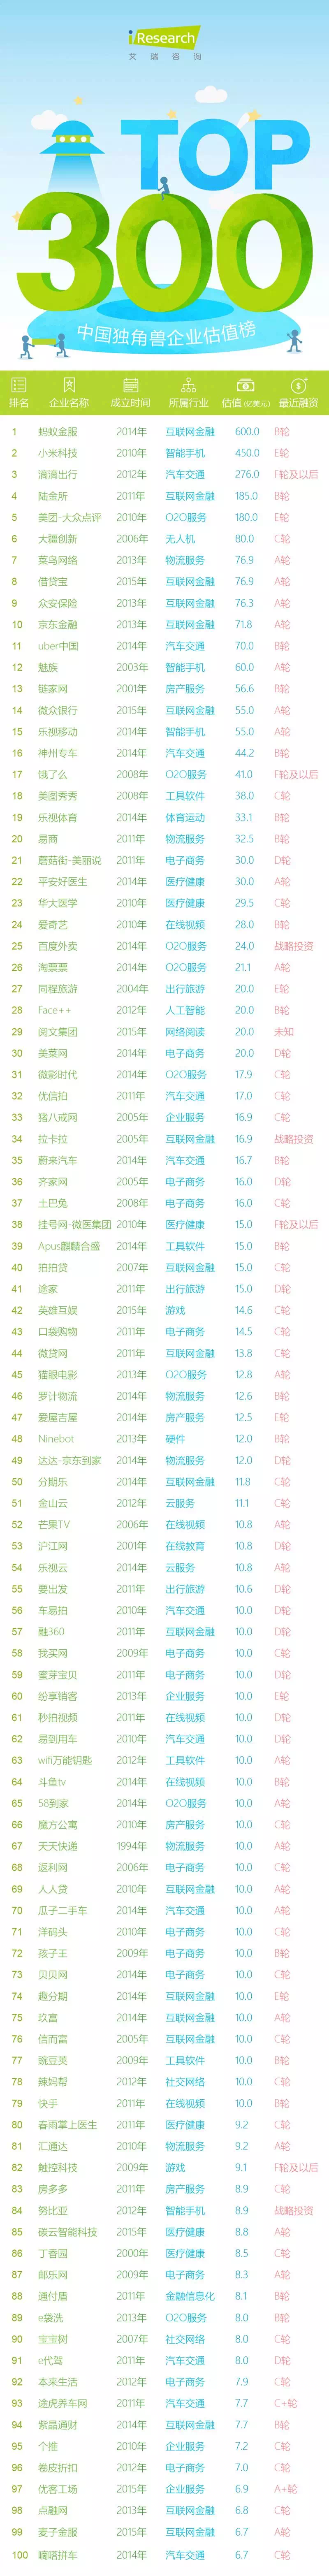 iResearch
艾 瑞 咨 询
TOP
300
中国独角兽企业估值榜
排名 企业名称 成立时间 所属行业 估值(亿美元) 最近融资
1 蚂蚁金服 2014年 互联网金融 600.0 B轮
2 小米科技 2010年 智能手机 450.0 E轮
3 滴滴出行 2012年 汽车交通 276.0 F轮及以后
4 陆金所 2011年 互联网金融 185.0 B轮
5 美团-大众点评 2010年 O2O服务 180.0 E轮
6 大疆创新 2006年 无人机 80.0 C轮
7 菜鸟网络 2013年 物流服务 76.9 A轮
8 借贷宝 2015年 互联网金融 76.9 A轮
9 众安保险 2013年 互联网金融 76.3 A轮
10 京东金融 2013年 互联网金融 71.8 A轮
11 uber中国 2014年 汽车交通 70.0 B轮
12 魅族 2003年 智能手机 60.0 A轮
13 链家网 2001年 房产服务 56.6 B轮
14 微众银行 2015年 互联网金融 55.0 A轮
15 乐视移动 2014年 智能手机 55.0 A轮
16 神州专车 2014年 汽车交通 44.2 B轮
17 饿了么 2008年 O2O服务 41.0 F轮及以后
18 美图秀秀 2008年 工具软件 38.0 C轮
19 乐视体育 2014年 体育运动 33.1 B轮
20 易商 2011年 物流服务 32.5 B轮
21 蘑菇街-美丽说 2011年 电子商务 30.0 D轮
22 平安好医生 2014年 医疗健康 30.0 A轮
23 华大医学 2010年 医疗健康 29.5 C轮
24 爱奇艺 2010年 在线视频 28.0 B轮
25 百度外卖 2014年 O2O服务 24.0 战略投资
26 淘票票 2014年 O2O服务 21.1 A轮
27 同程旅游 2004年 出行旅游 20.0 E轮
28 Face++ 2012年 人工智能 20.0 B轮
29 阅文集团 2015年 网络阅读 20.0 未知
30 美菜网 2014年 电子商务 20.0 D轮
31 微影时代 2014年 O2O服务 17.9 C轮
32 优信拍 2011年 汽车交通 17.0 C轮
33 猪八戒网 2005年 企业服务 16.9 C轮
34 拉卡拉 2005年 互联网金融 16.9 战略投资
35 蔚来汽车 2014年 汽车交通 16.7 B轮
36 齐家网 2005年 电子商务 16.0 D轮
37 土巴兔 2008年 电子商务 16.0 C轮
38 挂号网-微医集团 2010年 医疗健康 15.0 F轮及以后
39 Apus麒麟合盛 2014年 工具软件 15.0 B轮
40 拍拍贷 2007年 互联网金融 15.0 C轮
41 途家 2011年 出行旅游 15.0 D轮
42 英雄互娱 2015年 游戏 14.6 C轮
43 口袋购物 2011年 电子商务 14.5 C轮
44 微贷网 2011年 互联网金融 13.8 C轮
45 猫眼电影 2013年 O2O服务 12.8 A轮
46 罗计物流 2014年 物流服务 12.6 B轮
47 爱屋吉屋 2014年 房产服务 12.5 E轮
48 Ninebot 2013年 硬件 12.0 B轮
49 达达-京东到家 2014年 物流服务 12.0 D轮
50 分期乐 2014年 互联网金融 11.8 C轮
51 金山云 2012年 云服务 11.1 C轮
52 芒果TV 2006年 在线视频 10.8 A轮
53 沪江网 2001年 在线教育 10.8 D轮
54 乐视云 2014年 云服务 10.8 A轮
55 要出发 2011年 出行旅游 10.6 D轮
56 车易拍 2010年 汽车交通 10.0 D轮
57 融360 2011年 互联网金融 10.0 D轮
58 我买网 2009年 电子商务 10.0 C轮
59 蜜芽宝贝 2011年 电子商务 10.0 D轮
60 纷享销客 2013年 企业服务 10.0 E轮
61 秒拍视频 2011年 在线视频 10.0 D轮
62 易到用车 2010年 汽车交通 10.0 D轮
63 wifi万能钥匙 2012年 工具软件 10.0 A轮
64 斗鱼tv 2014年 在线视频 10.0 B轮
65 58到家 2014年 O2O服务 10.0 A轮
66 魔方公寓 2010年 房产服务 10.0 C轮
67 天天快递 1994年 物流服务 10.0 A轮
68 返利网 2006年 电子商务 10.0 C轮
69 人人贷 2010年 互联网金融 10.0 A轮
70 瓜子二手车 2014年 汽车交通 10.0 A轮
71 洋码头 2010年 电子商务 10.0 C轮
72 孩子王 2009年 电子商务 10.0 B轮
73 贝贝网 2014年 电子商务 10.0 C轮
74 趣分期 2014年 互联网金融 10.0 E轮
75 玖富 2014年 互联网金融 10.0 A轮
76 信而富 2005年 互联网金融 10.0 C轮
77 豌豆荚 2009年 工具软件 10.0 B轮
78 辣妈帮 2012年 社交网络 10.0 C轮
79 快手 2011年 在线视频 10.0 B轮
80 春雨掌上医生 2011年 医疗健康 9.2 C轮
81 汇通达 2010年 物流服务 9.2 A轮
82 触控科技 2009年 游戏 9.1 F轮及以后
83 房多多 2011年 房产服务 8.9 C轮
84 努比亚 2012年 智能手机 8.9 战略投资
85 碳云智能科技 2015年 医疗健康 8.8 A轮
86 丁香园 2000年 医疗健康 8.5 C轮
87 邮乐网 2009年 电子商务 8.3 A轮
88 通付盾 2011年 金融信息化 8.1 B轮
89 e袋洗 2013年 O2O服务 8.0 B轮
90 宝宝树 2007年 社交网络 8.0 C轮
91 e代驾 2011年 汽车交通 8.0 D轮
92 本来生活 2012年 电子商务 7.9 C轮
93 途虎养车网 2011年 汽车交通 7.7 C+轮
94 紫晶通财 2014年 互联网金融 7.7 B轮
95 个推 2010年 企业服务 7.2 C轮
96 卷皮折扣 2012年 电子商务 7.0 C轮
97 优客工场 2015年 企业服务 6.9 A+轮
98 点融网 2013年 互联网金融 6.8 C轮
99 麦子金服 2015年 互联网金融 6.7 A轮
100 嘀嗒拼车 2014年 汽车交通 6.7 C轮